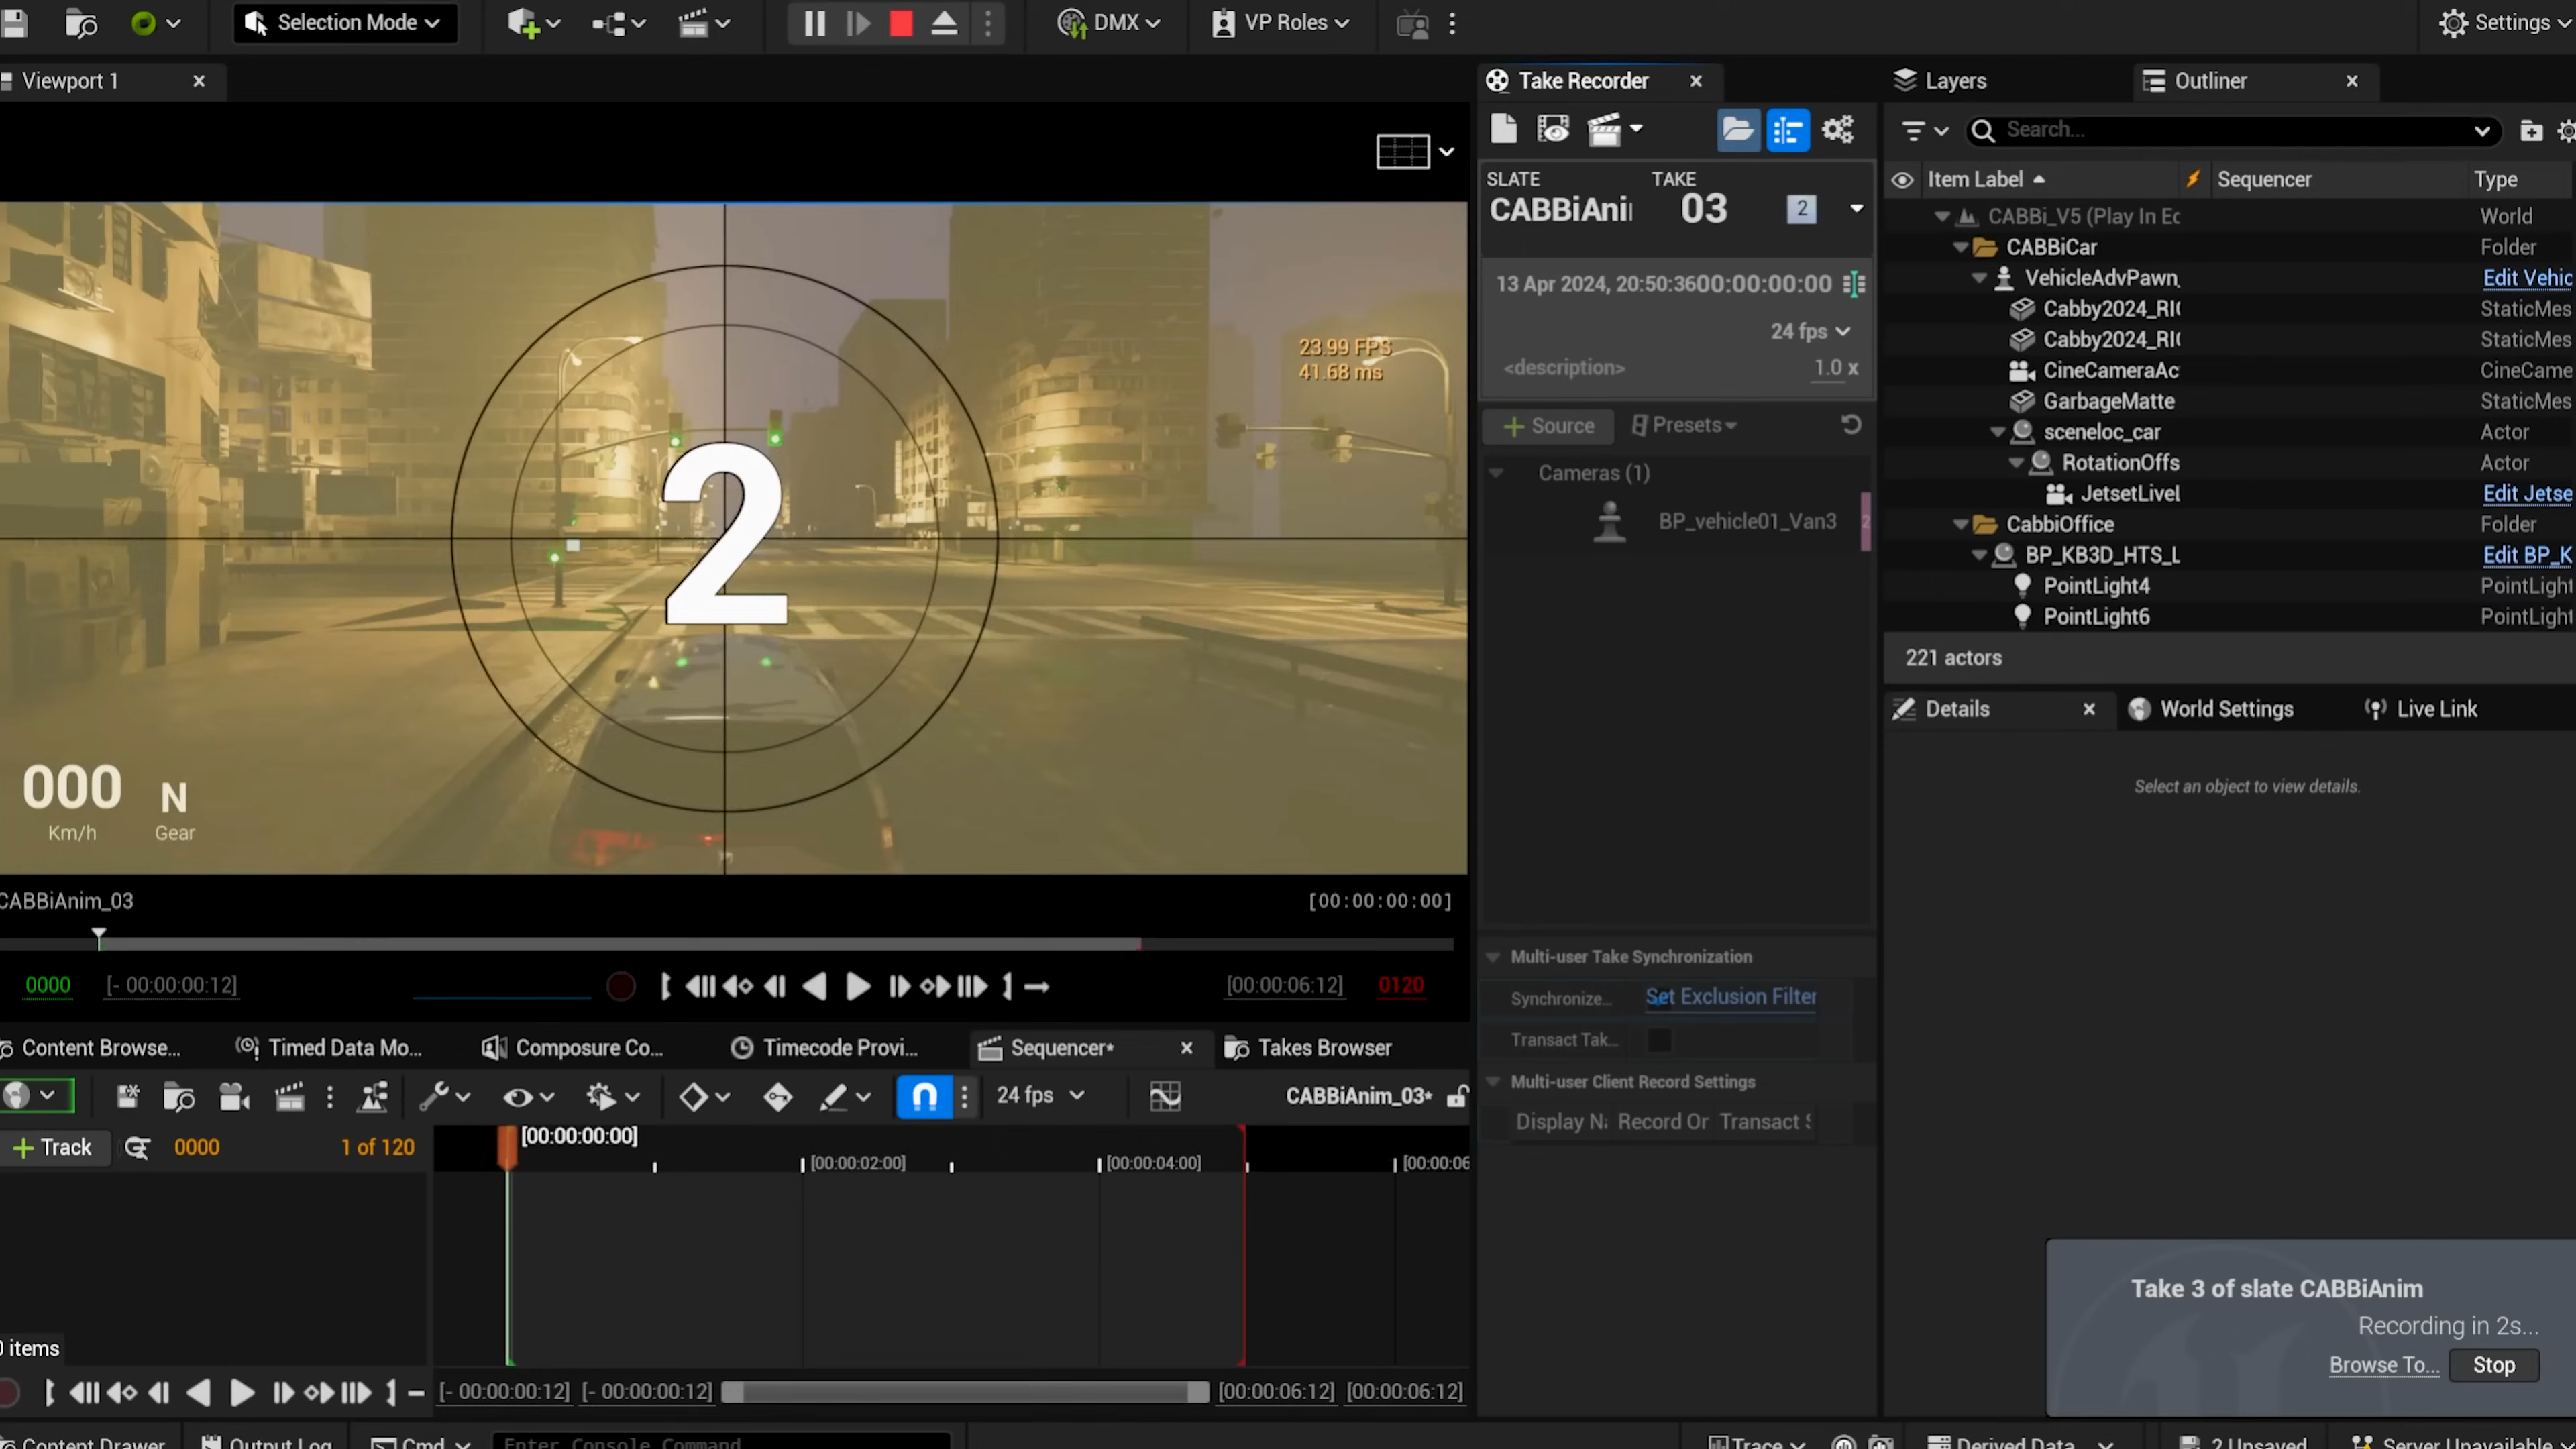 Selection Mode
DMX
VP Roles
Settings
Viewport 1
Take Recorder
Layers
Outliner
Search...
SLATE
TAKE
CABBiAni
03
2
Item Label
Sequencer
Type
CABBi_V5 (Play In Ec
World
CABBiCar
Folder
13 Apr 2024, 20:50:36
00:00:00:00
VehicleAdvPawn_
Edit Vehic
Cabby2024_RI
StaticMes
24 fps
Cabby2024_RI
StaticMes
23.99 FPS
41.68 ms
<description>
1.0 x
CineCameraAc
CineCame
GarbageMatte
StaticMes
+ Source
Presets
sceneloc_car
Actor
Cameras (1)
RotationOffs
Actor
BP_vehicle01_Van3
2
JetsetLivel
Edit Jetse
CabbiOffice
Folder
BP_KB3D_HTS_L
Edit BP_K
PointLight4
PointLight
PointLight6
PointLight
221 actors
2
Details
World Settings
Live Link
Select an object to view details.
000
N
Km/h
Gear
CABBiAnim_03
[00:00:00:00]
0000
[- 00:00:00:12]
[00:00:06:12]
0120
Multi-user Take Synchronization
Synchronize...
Set Exclusion Filter
Transact Tak...
Multi-user Client Record Settings
Record Or
Content Browse...
Timed Data Mo...
Composure Co...
Timecode Provi...
Sequencer*
Takes Browser
24 fps
CABBiAnim_03*
+ Track
0000
1 of 120
[00:00:00:00]
[00:00:02:00]
[00:00:04:00]
[00:00:06
items
Take 3 of slate CABBiAnim
Recording in 2s...
Browse To...
Stop
[- 00:00:00:12]
[- 00:00:00:12]
[00:00:06:12]
[00:00:06:12]
Content Drawer
Output Log
Cmd
Enter Console Command
Trace
Derived Data
2 Unsaved
Server Unavailable